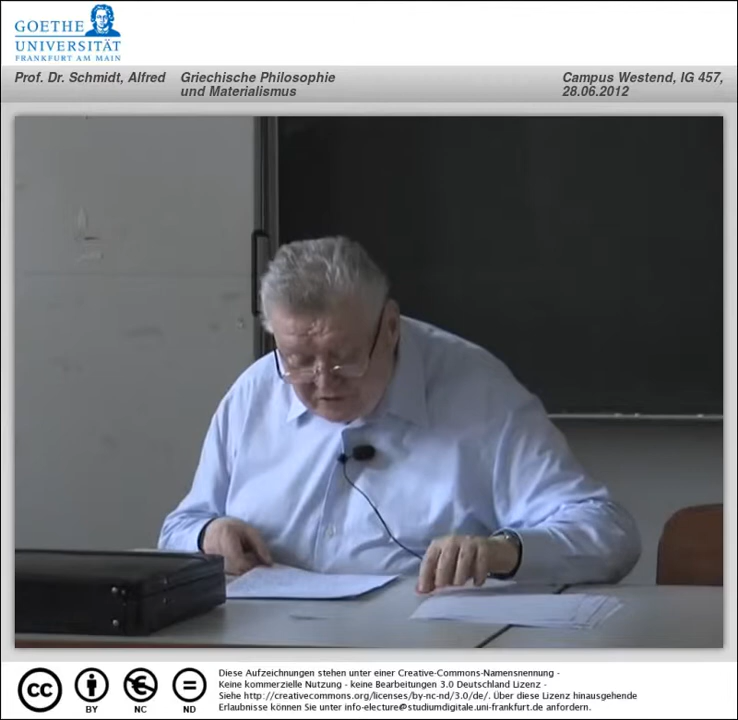 GOETHE
UNIVERSITÄT
FRANKFURT AM MAIN
Prof. Dr. Schmidt, Alfred
Griechische Philosophie
und Materialismus
Campus Westend, IG 457,
28.06.2012
cc
BY
NC
ND
Diese Aufzeichnungen stehen unter einer Creative-Commons-Namensnennung -
Keine kommerzielle Nutzung - keine Bearbeitungen 3.0 Deutschland Lizenz -
Siehe http://creativecommons.org/licenses/by-nc-nd/3.0/de/. Über diese Lizenz hinausgehende
Erlaubnisse können Sie unter info-electure@studiumdigitale.uni-frankfurt.de anfordern.